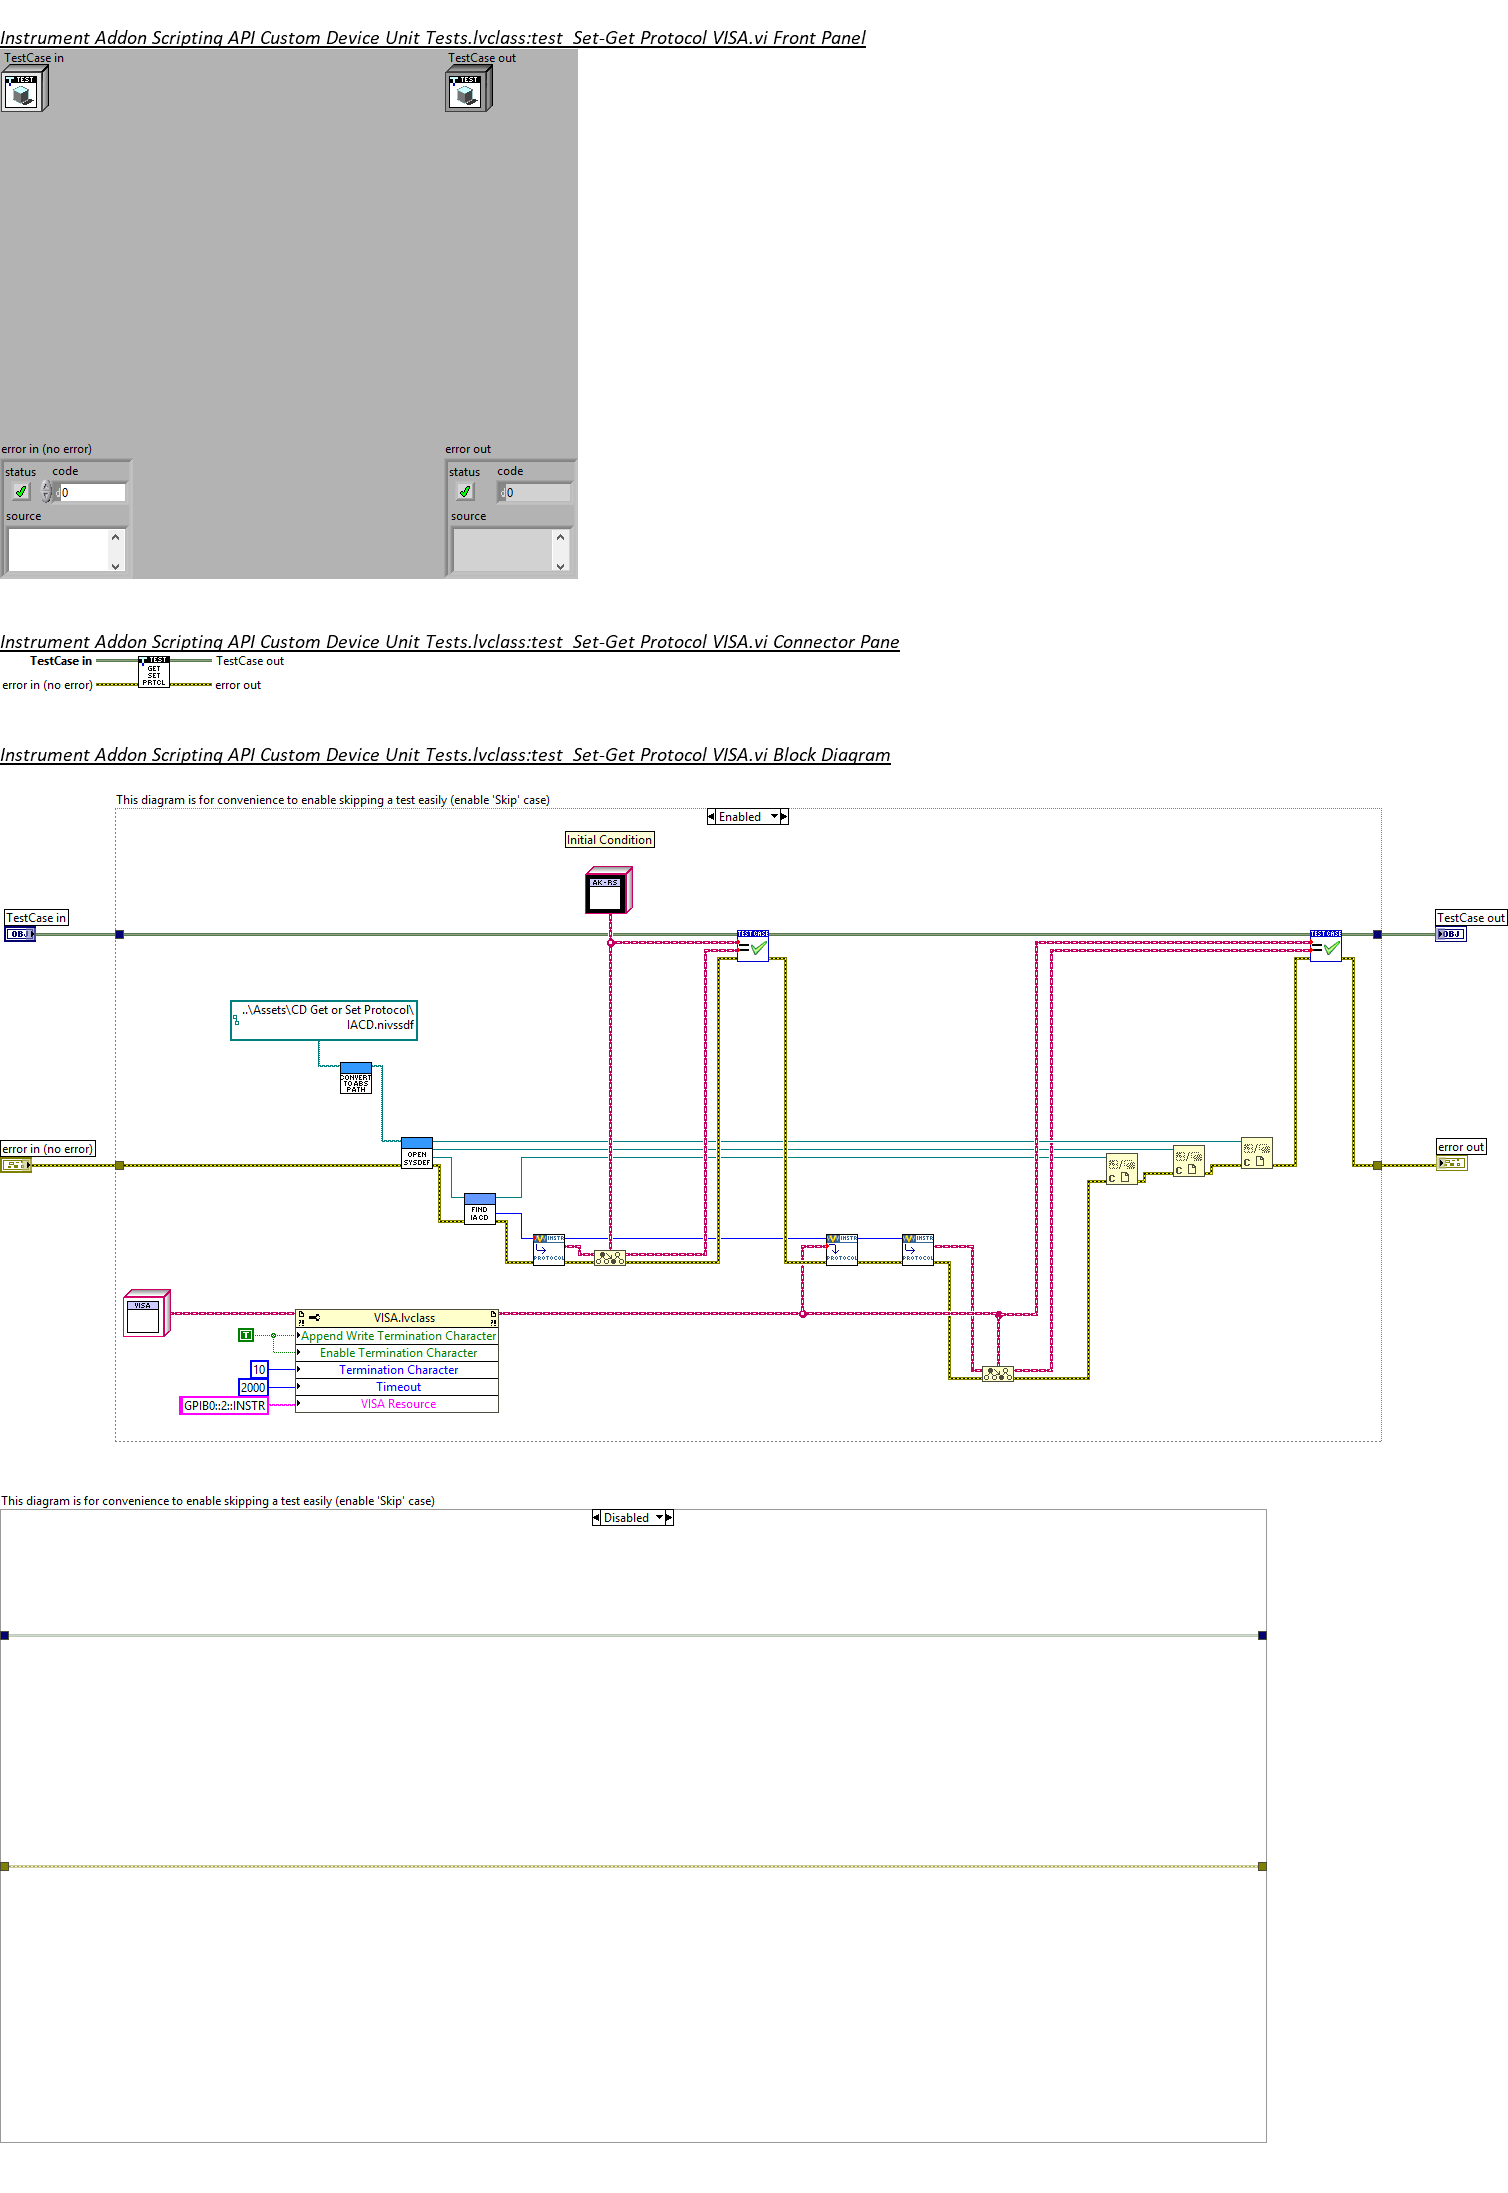 Instrument Addon Scripting API Custom Device Unit Tests.lvclass:test  Set-Get Protocol VISA.vi Front Panel
TestCase in
TestCase out
TEST
TEST
error in (no error)
error out
status
code
status
code
d
0
d
0
source
source
Instrument Addon Scripting API Custom Device Unit Tests.lvclass:test  Set-Get Protocol VISA.vi Connector Pane
TestCase in
TEST
GET
SET
PRTCL
TestCase out
error in (no error)
error out
Instrument Addon Scripting API Custom Device Unit Tests.lvclass:test  Set-Get Protocol VISA.vi Block Diagram
This diagram is for convenience to enable skipping a test easily (enable 'Skip' case)
Enabled
Initial Condition
AK-RS
TestCase in
OBJ
TEST CASE
=
TEST CASE
=
TestCase out
OBJ
..\Assets\CD Get or Set Protocol\
IACD.nivssdf
CONVERT
TO ABS
PATH
error in (no error)
OPEN
SYSDEF
error out
C
C
C
FIND
IACD
INSTR
PROTOCOL
INSTR
PROTOCOL
INSTR
PROTOCOL
VISA
VISA.lvclass
T
Append Write Termination Character
Enable Termination Character
10
Termination Character
2000
Timeout
GPIB0::2::INSTR
VISA Resource
This diagram is for convenience to enable skipping a test easily (enable 'Skip' case)
Disabled